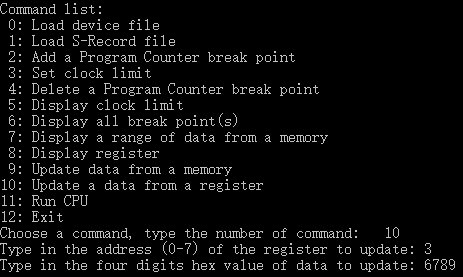 Command list:
 0: Load device file
 1: Load S-Record file
 2: Add a Program Counter break point
 3: Set clock limit
 4: Delete a Program Counter break point
 5: Display clock limit
 6: Display all break point(s)
 7: Display a range of data from a memory
 8: Display register
 9: Update data from a memory
10: Update a data from a register
11: Run CPU
12: Exit
Choose a command, type the number of command:   10
Type in the address (0-7) of the register to update: 3
Type in the four digits hex value of data to update: 6789